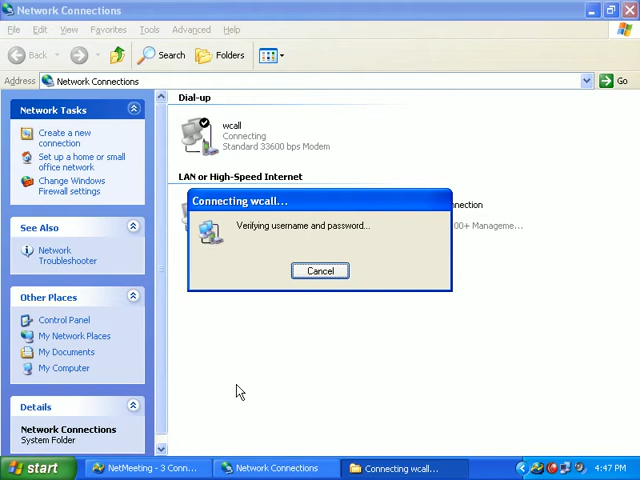 Network Connections
File Edit View Favorites Tools Advanced Help
Back Search Folders
Address Network Connections Go
Network Tasks
Create a new
connection
Set up a home or small
office network
Change Windows
Firewall settings
See Also
Network
Troubleshooter
Other Places
Control Panel
My Network Places
My Documents
My Computer
Details
Network Connections
System Folder
Dial-up
wcall
Connecting
Standard 33600 bps Modem
LAN or High-Speed Internet
nnection
00+ Manageme...
Connecting wcall...
Verifying username and password...
Cancel
start NetMeeting - 3 Conn... Network Connections Connecting wcall... 4:47 PM